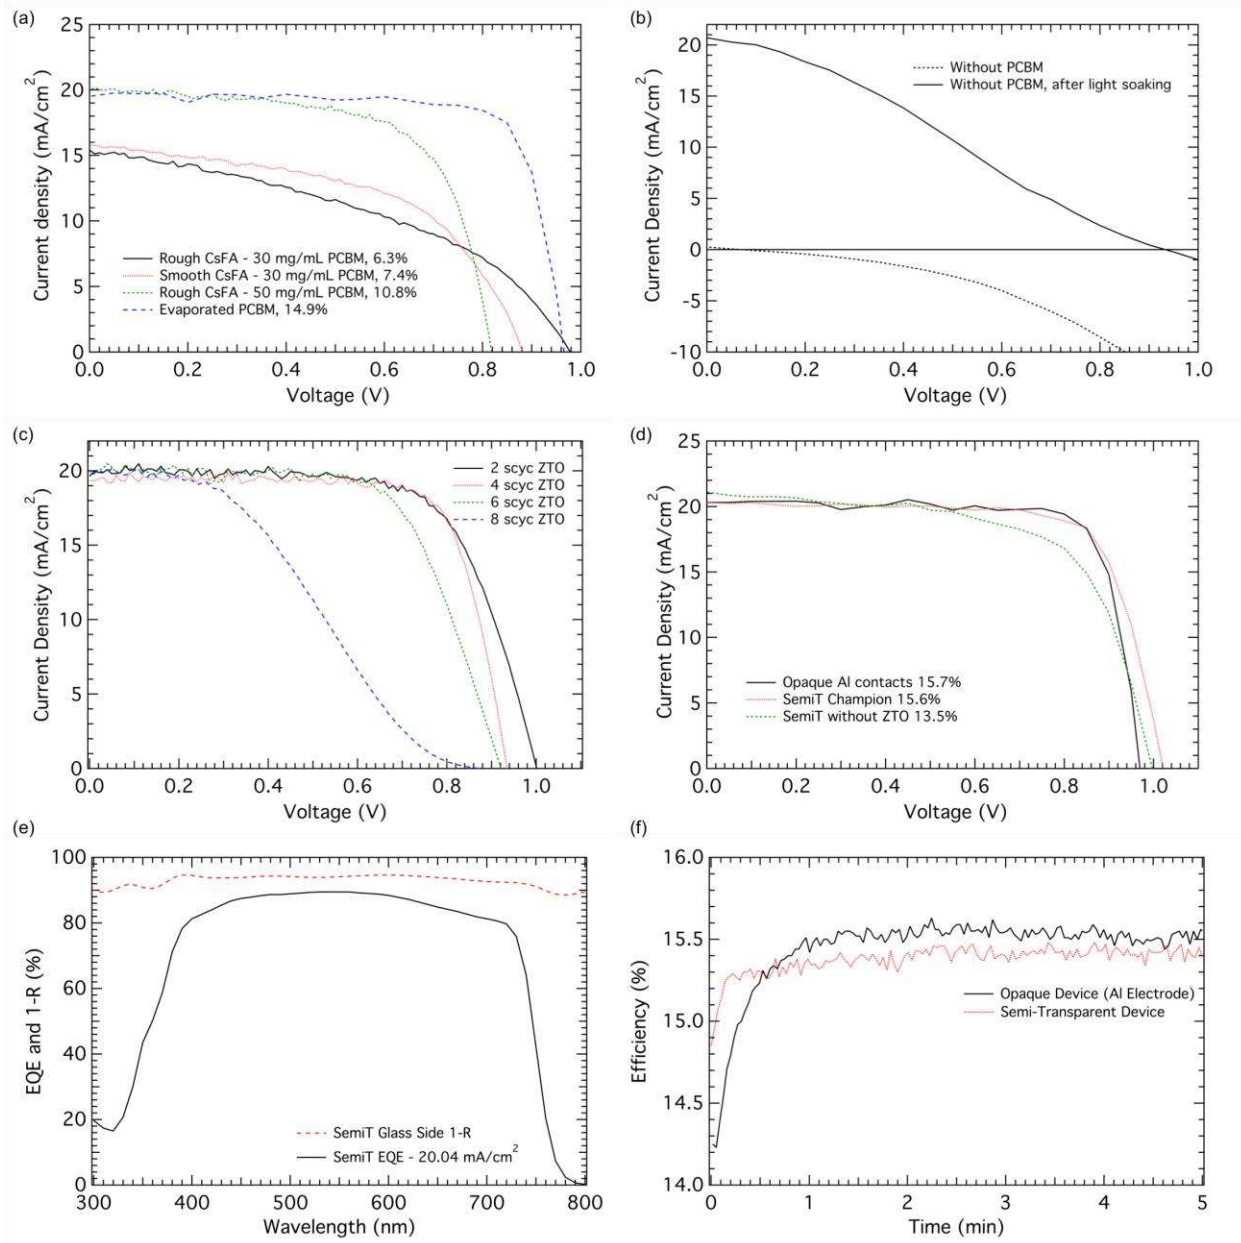 (a)
25
20
15
10
5
0
Current density (mA/cm²)
Rough CsFA - 30 mg/mL PCBM, 6.3%
Smooth CsFA - 30 mg/mL PCBM, 7.4%
Rough CsFA - 50 mg/mL PCBM, 10.8%
Evaporated PCBM, 14.9%
0.0 0.2 0.4 0.6 0.8 1.0
Voltage (V)
(b)
20
15
10
5
0
-5
-10
Current Density (mA/cm²)
Without PCBM
Without PCBM, after light soaking
0.0 0.2 0.4 0.6 0.8 1.0
Voltage (V)
(c)
20
15
10
5
0
Current Density (mA/cm²)
2 scyc ZTO
4 scyc ZTO
6 scyc ZTO
8 scyc ZTO
0.0 0.2 0.4 0.6 0.8 1.0
Voltage (V)
(d)
25
20
15
10
5
0
Current Density (mA/cm²)
Opaque Al contacts 15.7%
SemiT Champion 15.6%
SemiT without ZTO 13.5%
0.0 0.2 0.4 0.6 0.8 1.0
Voltage (V)
(e)
100
80
60
40
20
0
EQE and 1-R (%)
SemiT Glass Side 1-R
SemiT EQE - 20.04 mA/cm²
300 400 500 600 700 800
Wavelength (nm)
(f)
16.0
15.5
15.0
14.5
14.0
Efficiency (%)
Opaque Device (Al Electrode)
Semi-Transparent Device
0 1 2 3 4 5
Time (min)